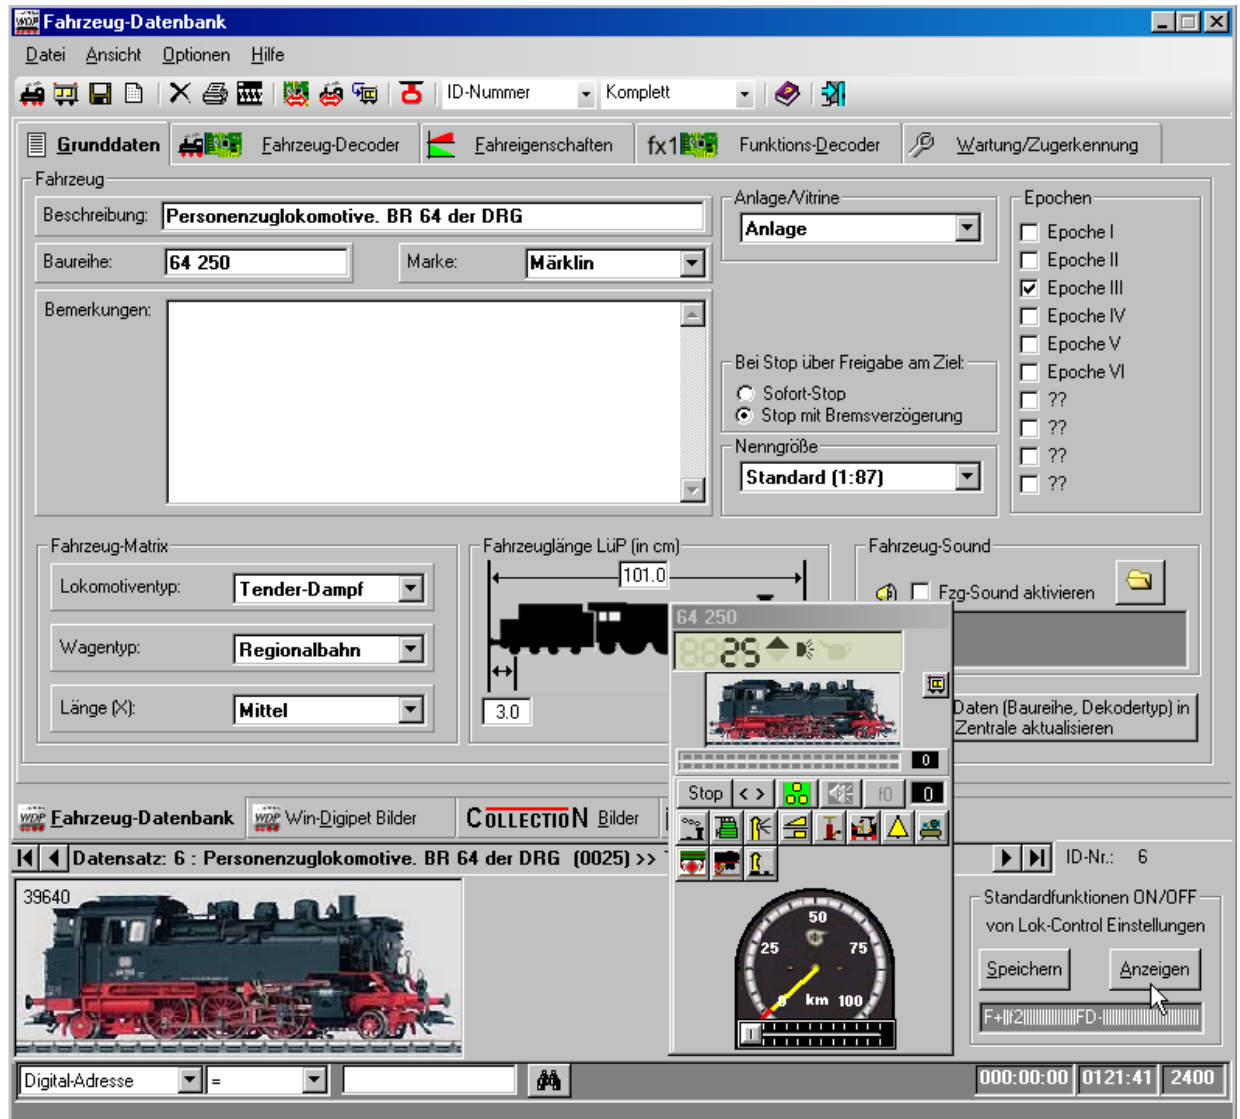 Fahrzeug-Datenbank
Datei Ansicht Optionen Hilfe
ID-Nummer Komplett
Grunddaten Fahrzeug-Decoder Fahreigenschaften fx1 Funktions-Decoder Wartung/Zugerkennung
Fahrzeug
Beschreibung: Personenzuglokomotive. BR 64 der DRG
Baureihe: 64 250 Marke: Märklin
Bemerkungen:
Anlage/Vitrine
Anlage
Bei Stop über Freigabe am Ziel:
Sofort-Stop
Stop mit Bremsverzögerung
Nenngröße
Standard (1:87)
Epochen
Epoche I
Epoche II
Epoche III
Epoche IV
Epoche V
Epoche VI
??
??
??
??
Fahrzeug-Matrix
Lokomotiventyp: Tender-Dampf
Wagentyp: Regionalbahn
Länge (X): Mittel
Fahrzeuglänge LüP (in cm)
101.0
3.0
Fahrzeug-Sound
Fzg-Sound aktivieren
Daten (Baureihe, Dekodertyp) in
Zentrale aktualisieren
64 250
25
0
Stop < > f0 0
50
25 75
0 km 100
WDP Fahrzeug-Datenbank WDP Win-Digipet Bilder COLLECTION Bilder
Datensatz: 6 : Personenzuglokomotive. BR 64 der DRG (0025) >>
ID-Nr.: 6
39640
Standardfunktionen ON/OFF
von Lok-Control Einstellungen
Speichern Anzeigen
F+||f2||||||||||||FD-||||||||||||||||||||
Digital-Adresse =
000:00:00 0121:41 2400